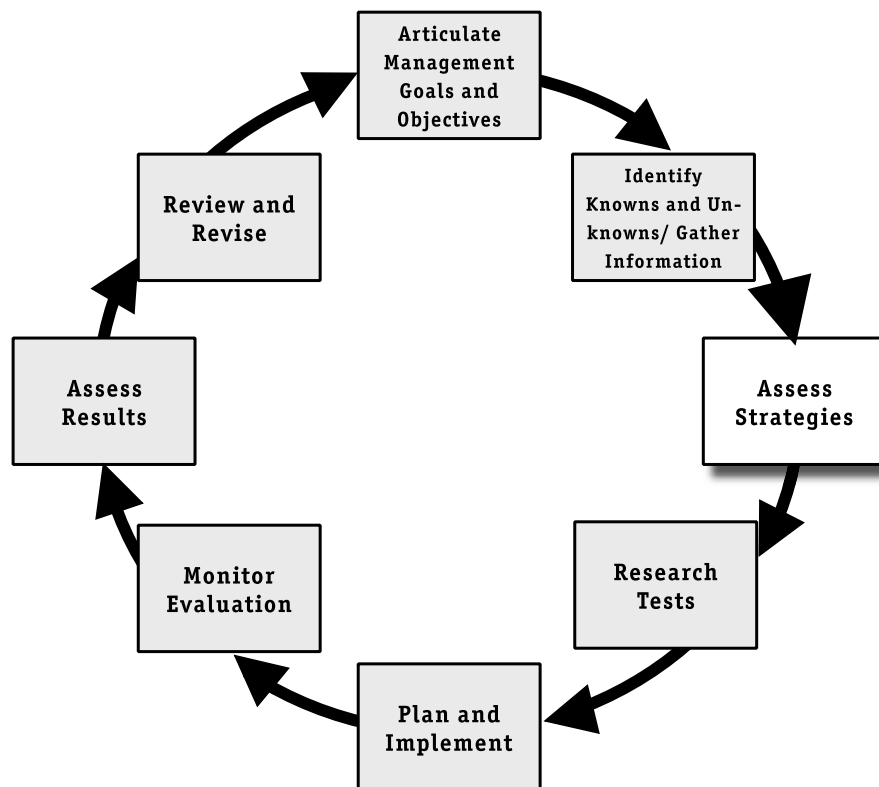 Articulate
Management
Goals and
Objectives
Identify
Knowns and Un-
knowns/ Gather
Information
Assess
Strategies
Research
Tests
Plan and
Implement
Monitor
Evaluation
Assess
Results
Review and
Revise